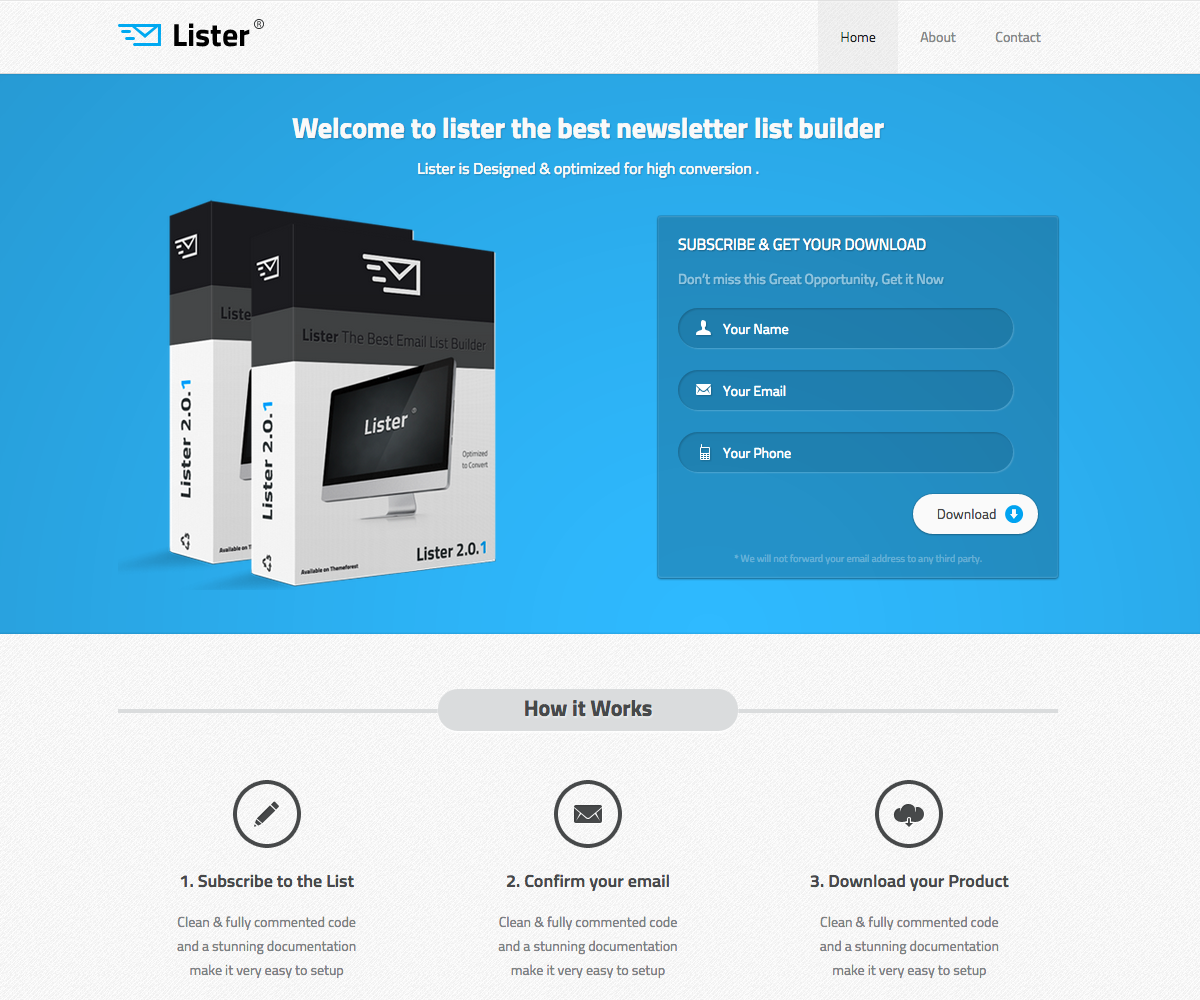 Lister ®
Home
About
Contact
Welcome to lister the best newsletter list builder
Lister is Designed & optimized for high conversion .
Liste
Lister 2.0.1
Available on T
Lister The Best Email List Builder
Lister ®
Optimized
to Convert
Lister 2.0.1
Lister 2.0.1
Available on Themeforest
SUBSCRIBE & GET YOUR DOWNLOAD
Don't miss this Great Opportunity, Get it Now
Your Name
Your Email
Your Phone
Download
* We will not forward your email address to any third party.
How it Works
1. Subscribe to the List
Clean & fully commented code
and a stunning documentation
make it very easy to setup
2. Confirm your email
Clean & fully commented code
and a stunning documentation
make it very easy to setup
3. Download your Product
Clean & fully commented code
and a stunning documentation
make it very easy to setup